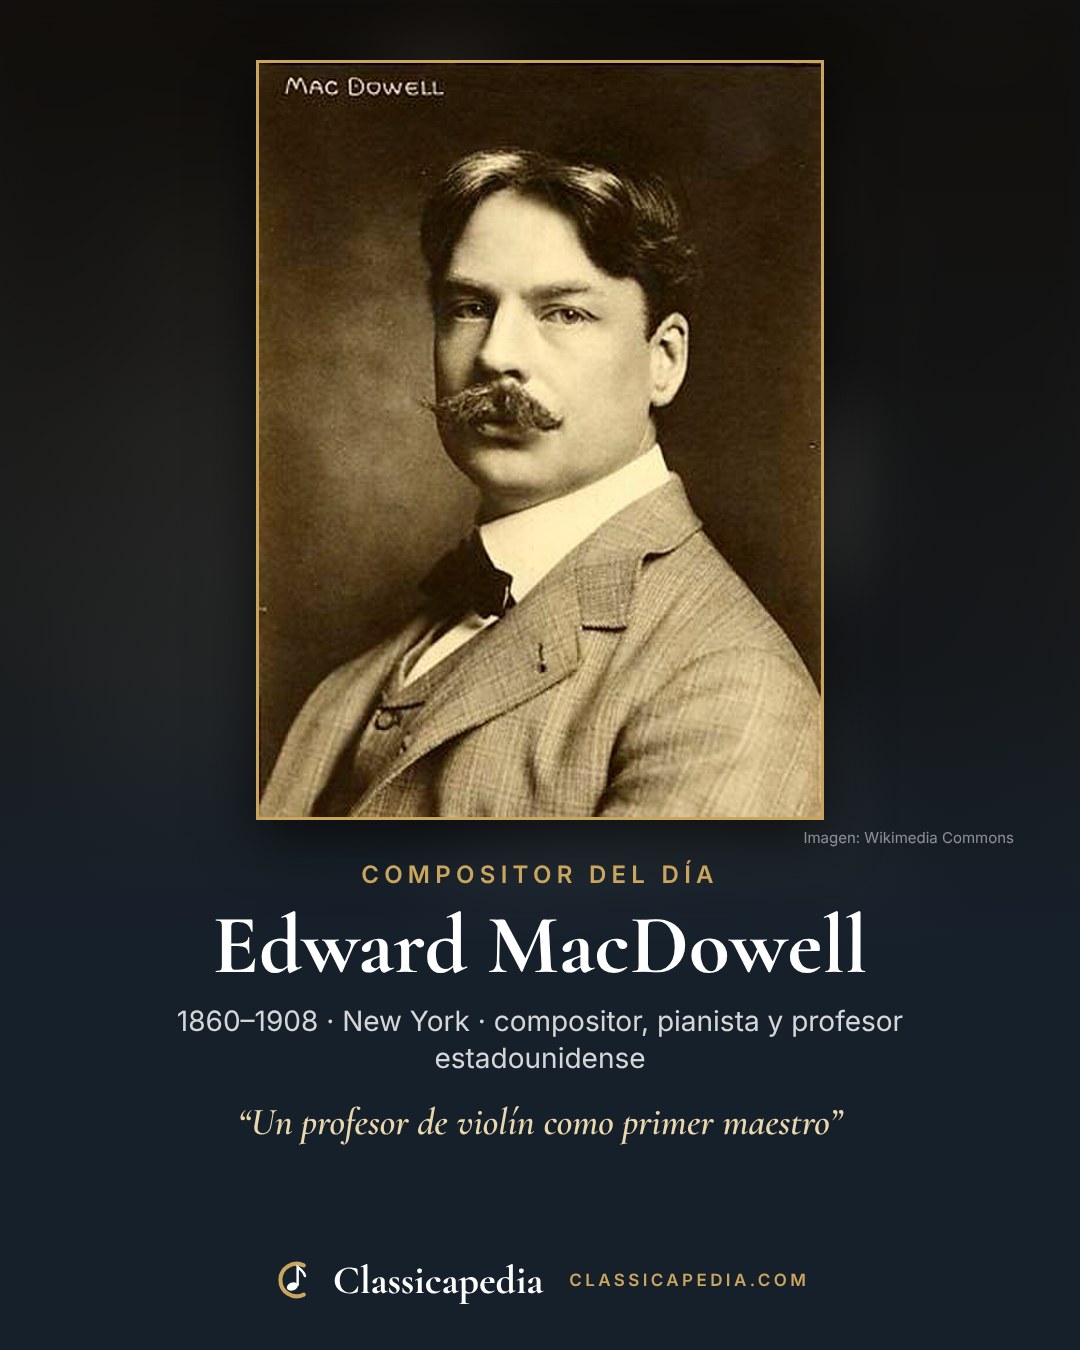 MAC DOWELL
Imagen: Wikimedia Commons
COMPOSITOR DEL DÍA
Edward MacDowell
1860–1908 · New York · compositor, pianista y profesor
estadounidense
“Un profesor de violín como primer maestro”
Classicapedia CLASSICAPEDIA.COM